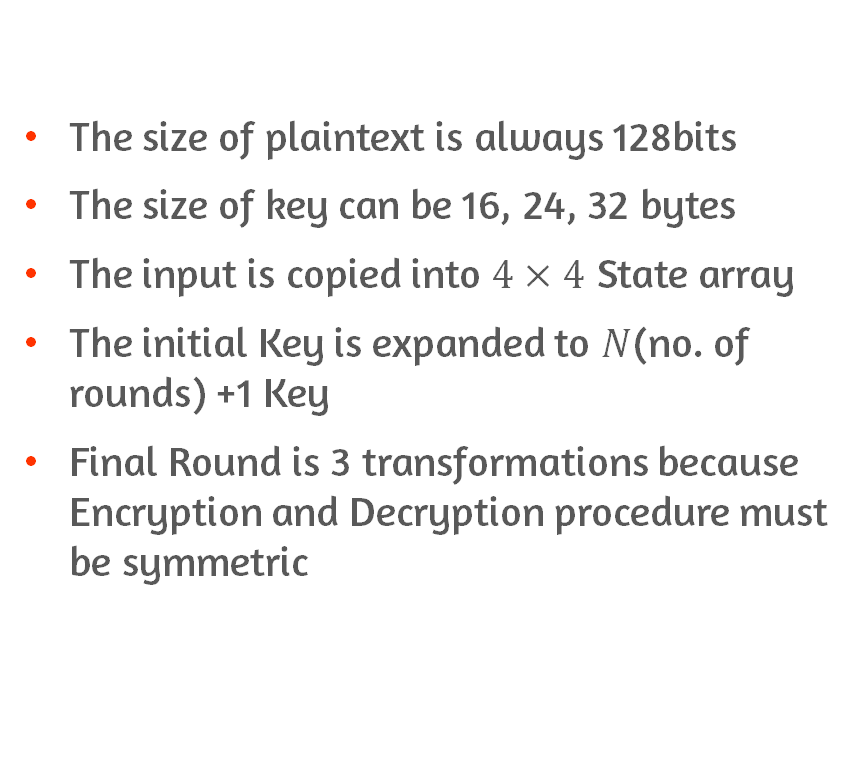 • The size of plaintext is always 128bits
• The size of key can be 16, 24, 32 bytes
• The input is copied into 4 × 4 State array
• The initial Key is expanded to N(no. of
rounds) +1 Key
• Final Round is 3 transformations because
Encryption and Decryption procedure must
be symmetric